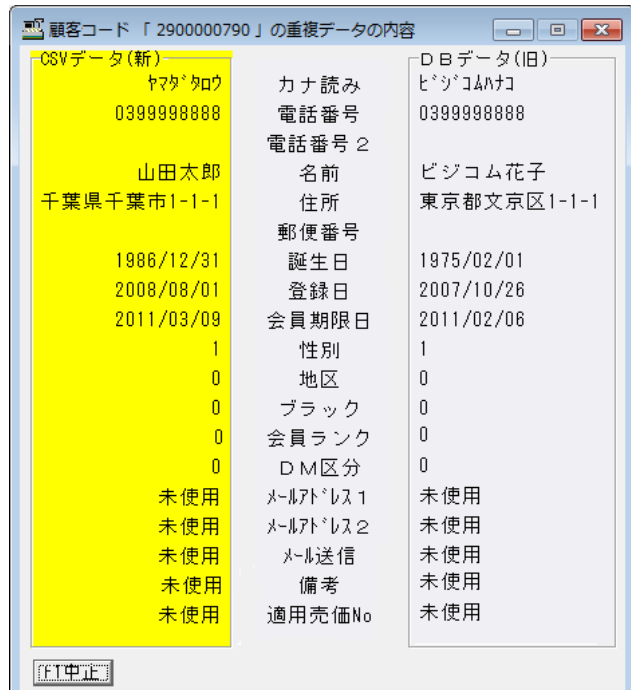 顧客コード 「 2900000790 」の重複データの内容
CSVデータ(新) DBデータ(旧)
ﾔﾏﾀﾞﾀﾛｳ カナ読み ﾋﾞｼﾞｺﾑﾊﾅｺ
0399998888 電話番号 0399998888
電話番号2
山田太郎 名前 ビジコム花子
千葉県千葉市1-1-1 住所 東京都文京区1-1-1
郵便番号
1986/12/31 誕生日 1975/02/01
2008/08/01 登録日 2007/10/26
2011/03/09 会員期限日 2011/02/06
1 性別 1
0 地区 0
0 ブラック 0
0 会員ランク 0
0 DM区分 0
未使用 ﾒｰﾙｱﾄﾞﾚｽ1 未使用
未使用 ﾒｰﾙｱﾄﾞﾚｽ2 未使用
未使用 ﾒｰﾙ送信 未使用
未使用 備考 未使用
未使用 適用売価No 未使用